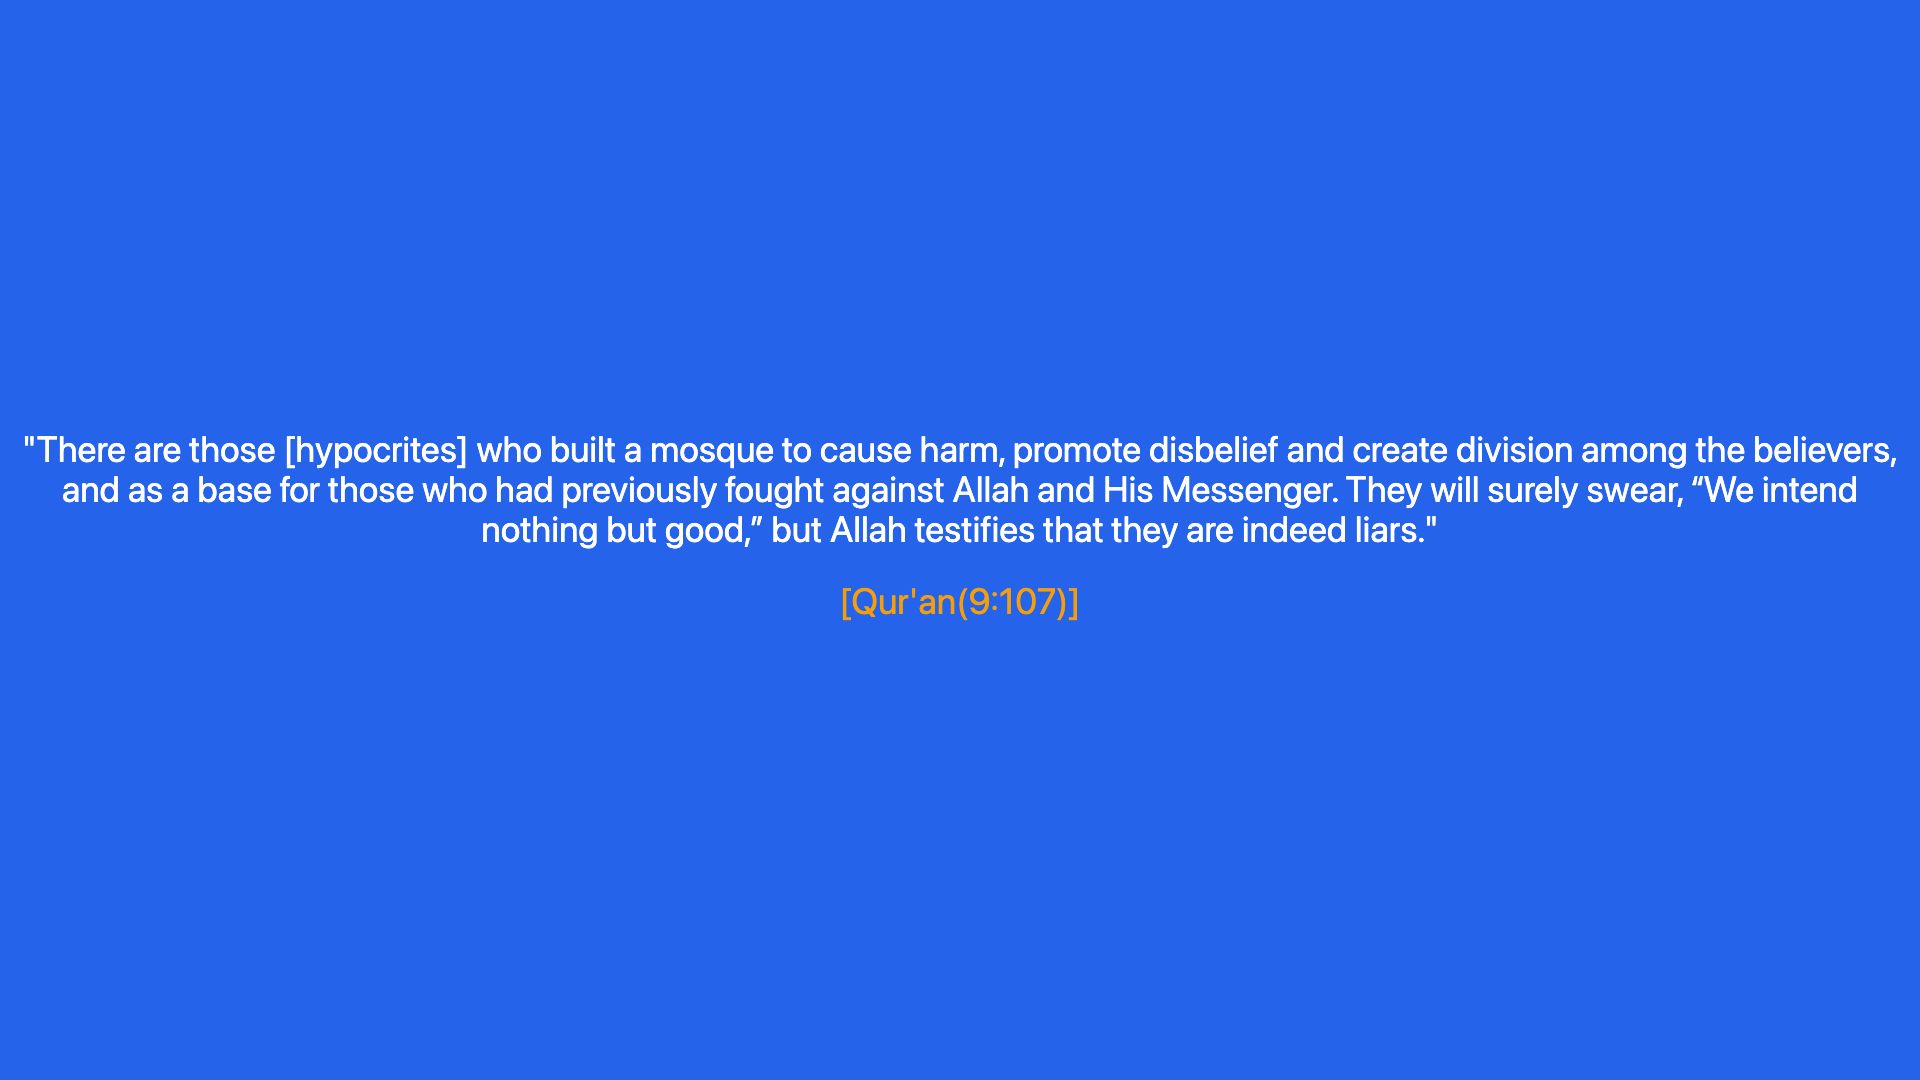 "There are those [hypocrites] who built a mosque to cause harm, promote disbelief and create division among the believers,
and as a base for those who had previously fought against Allah and His Messenger. They will surely swear, “We intend
nothing but good,” but Allah testifies that they are indeed liars."
[Qur'an(9:107)]